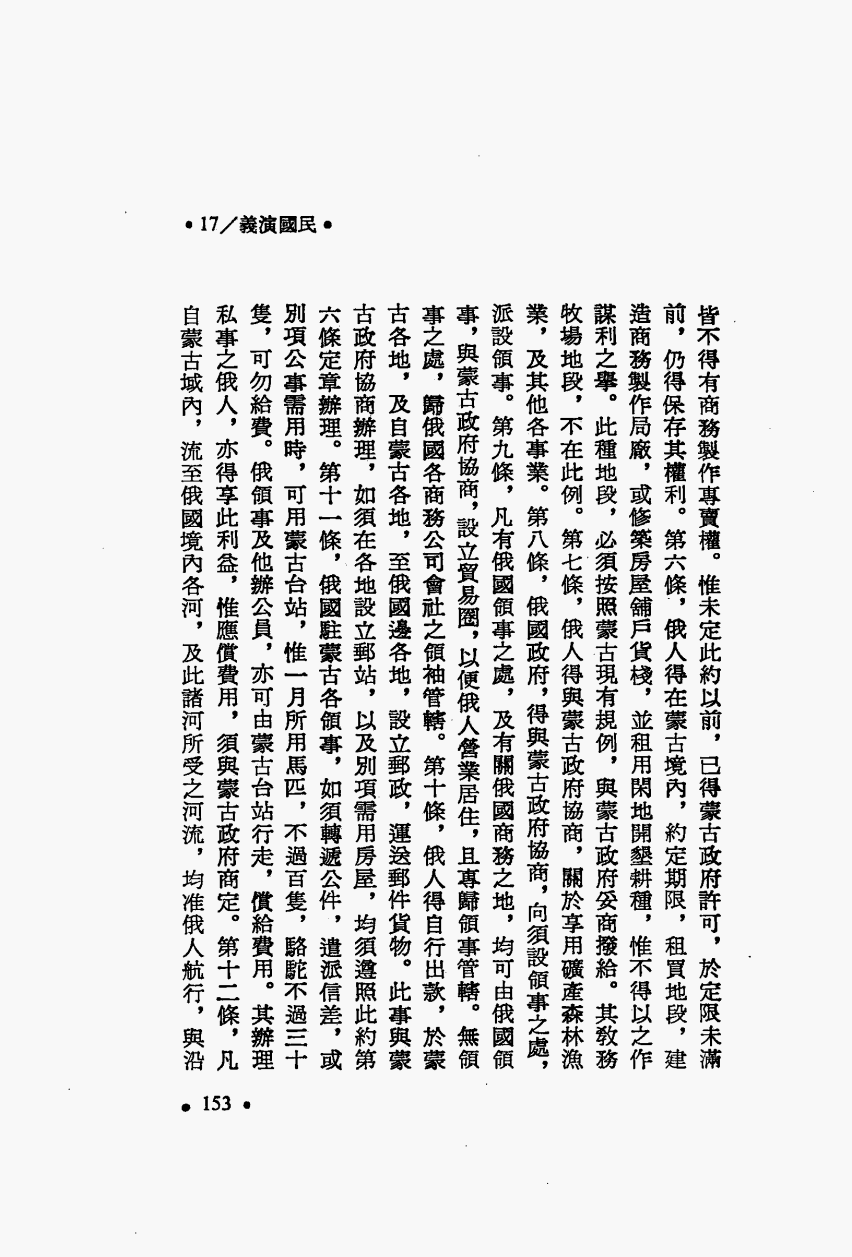 •17／義演國民•
皆不得有商務製作專賣權。惟未定此約以前，已得蒙古政府許可，於定限未滿
前，仍得保存其權利。第六條，俄人得在蒙古境內，約定期限，租買地段，建
造商務製作局廠，或修築房屋舖戶貨棧，並租用閑地開墾耕種，惟不得以之作
謀利之舉。此種地段，必須按照蒙古現有規例，與蒙古政府妥商撥給。其教務
牧場地段，不在此例。第七條，俄人得與蒙古政府協商，關於享用礦產森林漁
業，及其他各事業。第八條，俄國政府，得與蒙古政府協商，向須設領事之處，
派設領事。第九條，凡有俄國領事之處，及有關俄國商務之地，均可由俄國領
事，與蒙古政府協商，設立貿易圈，以便俄人營業居住，且專歸領事管轄。無領
事之處，歸俄國各商務公司會社之領袖管轄。第十條，俄人得自行出款，於蒙
古各地，及自蒙古各地，至俄國邊各地，設立郵政，運送郵件貨物。此事與蒙
古政府協商辦理，如須在各地設立郵站，以及別項需用房屋，均須遵照此約第
六條定章辦理。第十一條，俄國駐蒙古各領事，如須轉遞公件，遣派信差，或
別項公事需用時，可用蒙古台站，惟一月所用馬匹，不過百隻，駱駝不過三十
隻，可勿給費。俄領事及他辦公員，亦可由蒙古台站行走，償給費用。其辦理
私事之俄人，亦得享此利益，惟應償費用，須與蒙古政府商定。第十二條，凡
自蒙古域內，流至俄國境內各河，及此諸河所受之河流，均准俄人航行，與沿
•153•